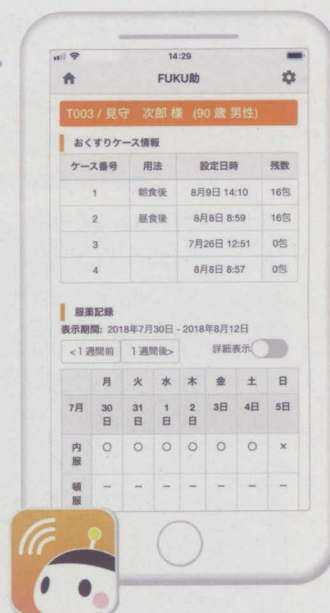 14:29
FUKU助
T003 / 見守 次郎 様 (90 歳 男性)
おくすりケース情報
ケース番号 用法 設定日時 残数
1 朝食後 8月9日 14:10 16包
2 昼食後 8月8日 8:59 16包
3 7月26日 12:51 0包
4 8月8日 8:57 0包
服薬記録
表示期間: 2018年7月30日 - 2018年8月12日
<1週間前 1週間後> 詳細表示
月 火 水 木 金 土 日
7月 30日 31日 1日 2日 3日 4日 5日
内服 ○ ○ ○ ○ ○ ○ ×
頓服 − − − − − − −